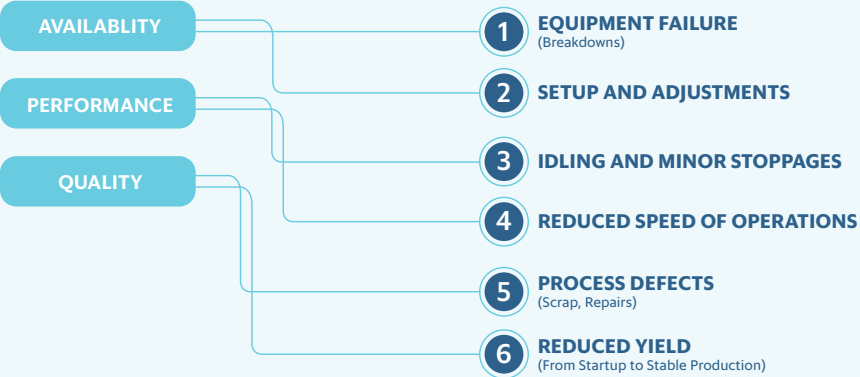 AVAILABLITY
PERFORMANCE
QUALITY
1 EQUIPMENT FAILURE
(Breakdowns)
2 SETUP AND ADJUSTMENTS
3 IDLING AND MINOR STOPPAGES
4 REDUCED SPEED OF OPERATIONS
5 PROCESS DEFECTS
(Scrap, Repairs)
6 REDUCED YIELD
(From Startup to Stable Production)